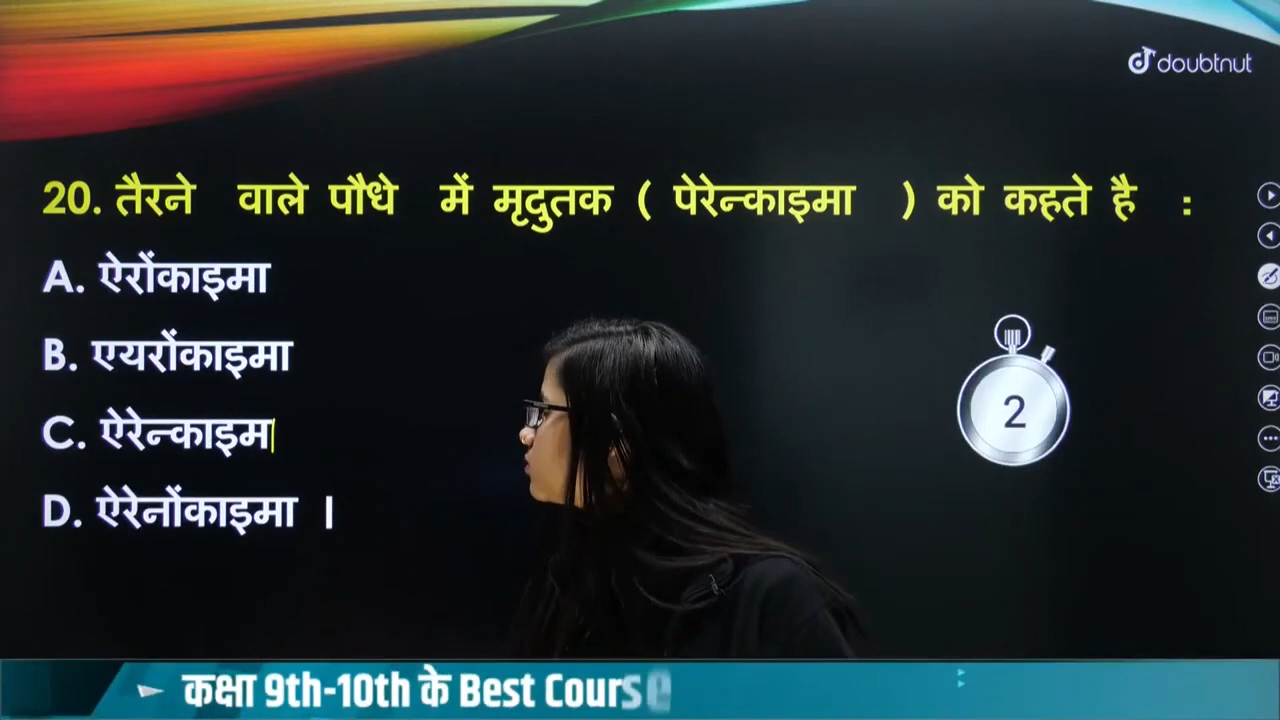 doubtnut
20. तैरने वाले पौधे में मृदुतक ( पेरेन्काइमा ) को कहते है :
A. ऐरोंकाइमा
B. एयरोंकाइमा
C. ऐरेन्काइम
D. ऐरेनोंकाइमा ।
2
कक्षा 9th-10th के Best Course